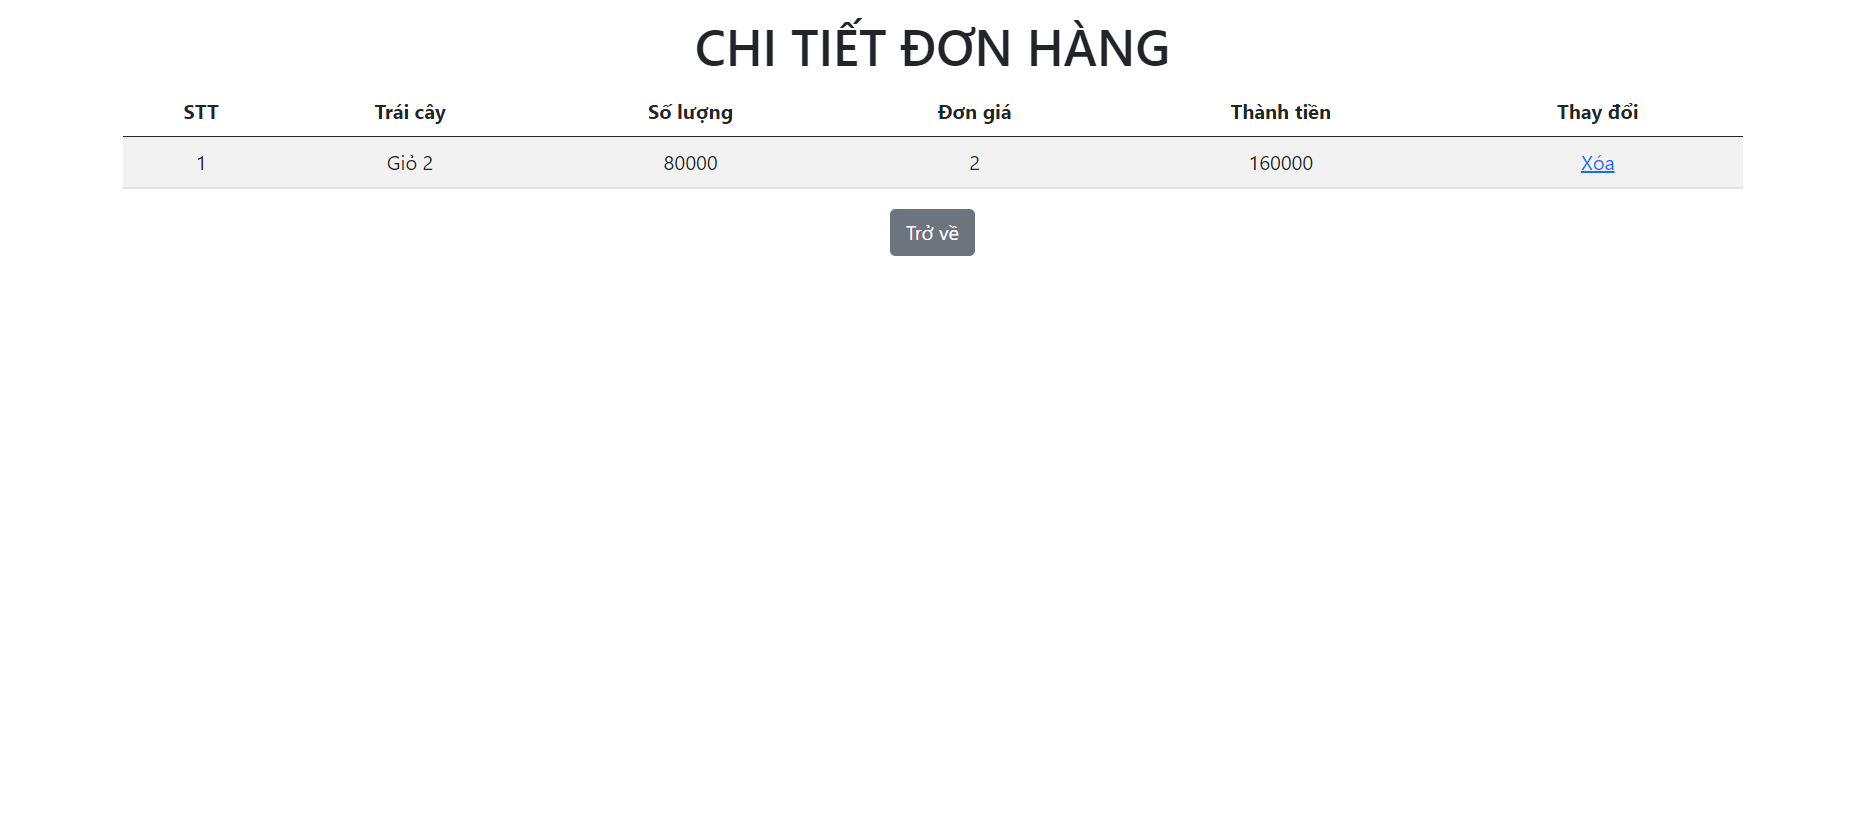 CHI TIẾT ĐƠN HÀNG
STT Trái cây Số lượng Đơn giá Thành tiền Thay đổi
1 Giỏ 2 80000 2 160000 Xóa
Trở về